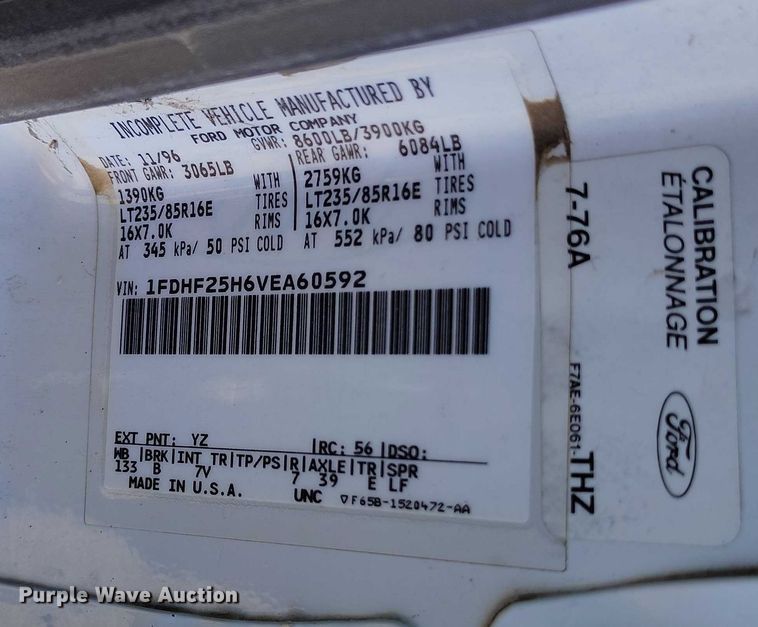 INCOMPLETE VEHICLE MANUFACTURED BY
FORD MOTOR COMPANY
DATE: 11/96 GVWR: 8600LB/3900KG
FRONT GAWR: 3065LB REAR GAWR: 6084LB
1390KG WITH 2759KG WITH
LT235/85R16E TIRES LT235/85R16E TIRES
16X7.0K RIMS 16X7.0K RIMS
AT 345 kPa/ 50 PSI COLD AT 552 kPa/ 80 PSI COLD
VIN: 1FDHF25H6VEA60592
EXT PNT: YZ |RC: 56 |DSO:
WB |BRK|INT TR|TP/PS|R|AXLE|TR|SPR
133 B 7V 7 39 E LF
MADE IN U.S.A. UNC ▽F65B-1520472-AA
CALIBRATION
ÉTALONNAGE
7-76A
F7AE-6E061-THZ
Ford
Purple Wave Auction